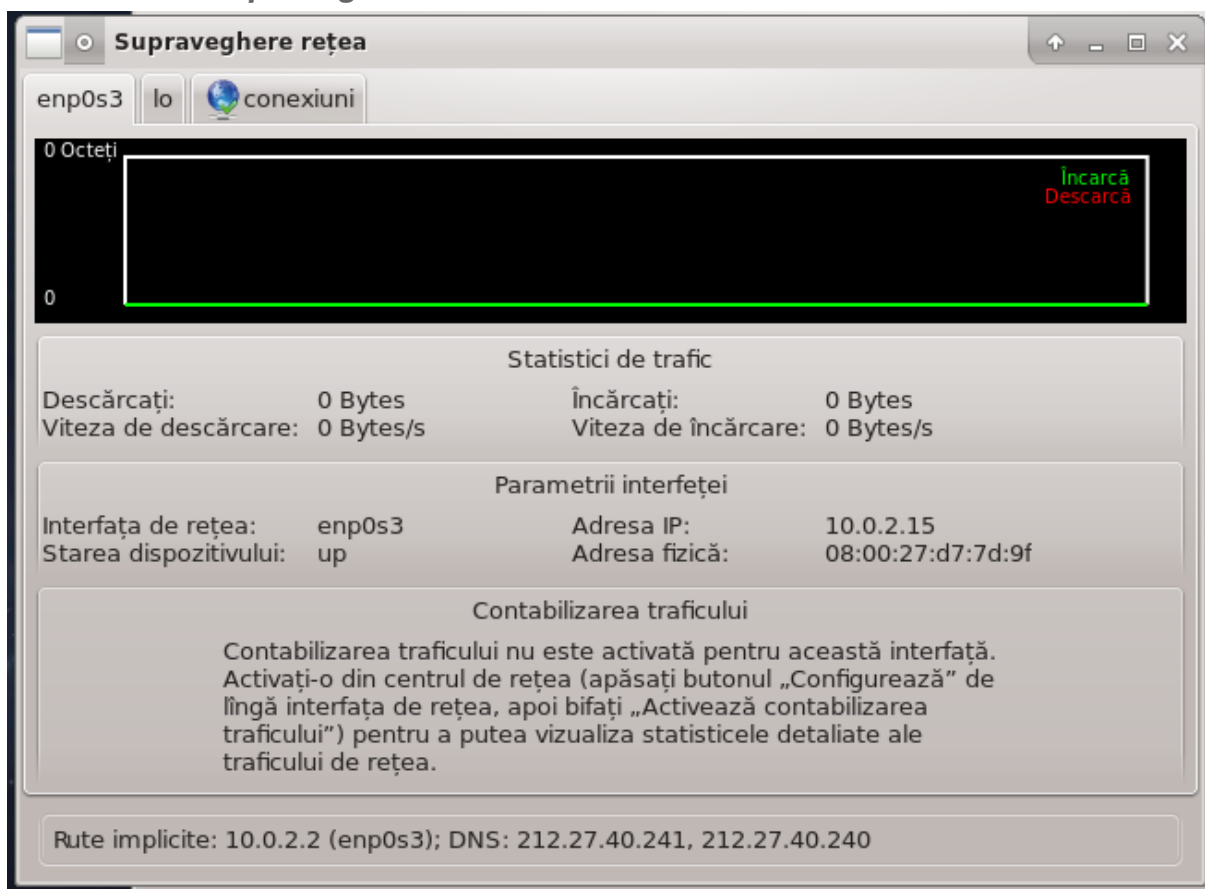 Supraveghere rețea
enp0s3 lo conexiuni
0 Octeți
Încarcă
Descarcă
0
Statistici de trafic
Descărcați: 0 Bytes Încărcați: 0 Bytes
Viteza de descărcare: 0 Bytes/s Viteza de încărcare: 0 Bytes/s
Parametrii interfeței
Interfața de rețea: enp0s3 Adresa IP: 10.0.2.15
Starea dispozitivului: up Adresa fizică: 08:00:27:d7:7d:9f
Contabilizarea traficului
Contabilizarea traficului nu este activată pentru această interfață.
Activați-o din centrul de rețea (apăsați butonul „Configurează” de
lîngă interfața de rețea, apoi bifați „Activează contabilizarea
traficului”) pentru a putea vizualiza statisticele detaliate ale
traficului de rețea.
Rute implicite: 10.0.2.2 (enp0s3); DNS: 212.27.40.241, 212.27.40.240